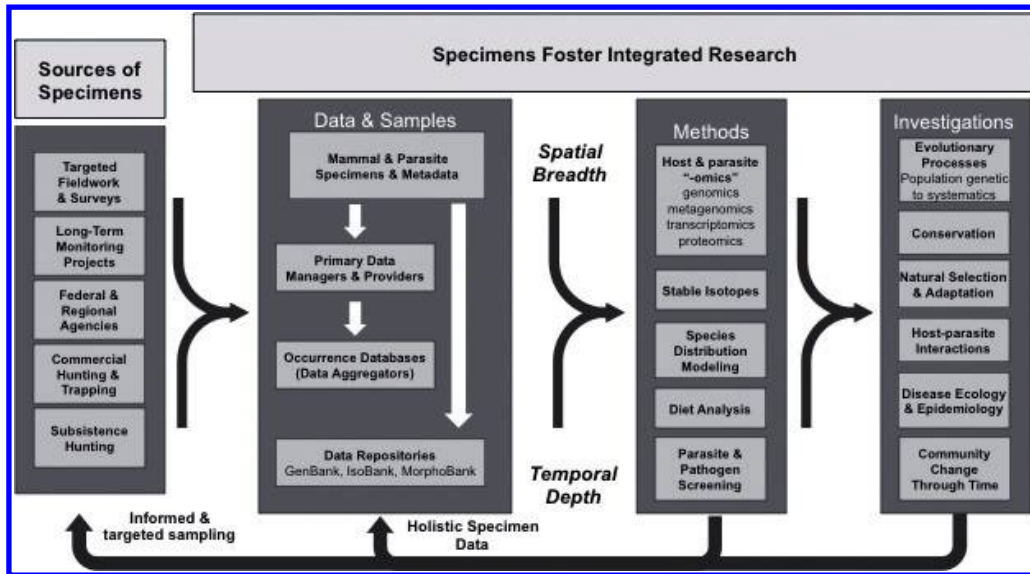 Sources of
Specimens
Specimens Foster Integrated Research
Targeted
Fieldwork
& Surveys
Long-Term
Monitoring
Projects
Federal &
Regional
Agencies
Commercial
Hunting &
Trapping
Subsistence
Hunting
Data & Samples
Mammal & Parasite
Specimens & Metadata
Primary Data
Managers & Providers
Occurrence Databases
(Data Aggregators)
Data Repositories
GenBank, IsoBank, MorphoBank
Spatial
Breadth
Temporal
Depth
Methods
Host & parasite
"-omics"
genomics
metagenomics
transcriptomics
proteomics
Stable Isotopes
Species
Distribution
Modeling
Diet Analysis
Parasite &
Pathogen
Screening
Investigations
Evolutionary
Processes
Population genetic
to systematics
Conservation
Natural Selection
& Adaptation
Host-parasite
Interactions
Disease Ecology
& Epidemiology
Community
Change
Through Time
Informed &
targeted sampling
Holistic Specimen
Data